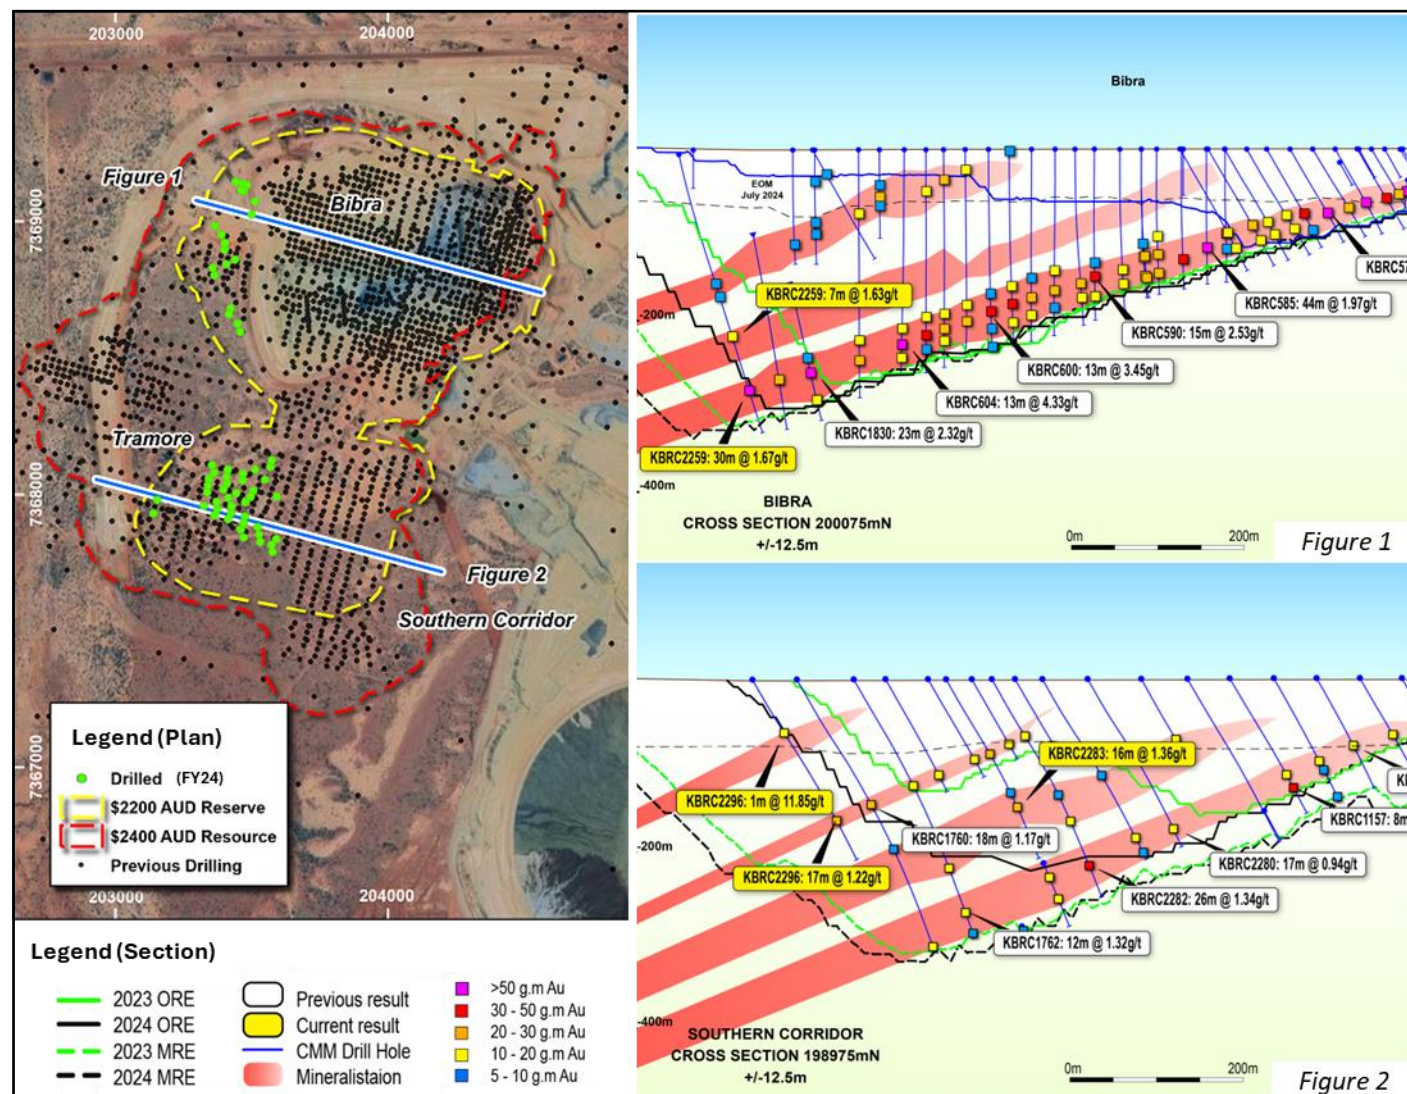 203000
204000
7369000
7368000
7367000
Figure 1
Bibra
Tramore
Figure 2
Southern Corridor
Legend (Plan)
Drilled (FY24)
$2200 AUD Reserve
$2400 AUD Resource
Previous Drilling
203000
204000
Legend (Section)
2023 ORE
2024 ORE
2023 MRE
2024 MRE
Previous result
Current result
CMM Drill Hole
Mineralistaion
>50 g.m Au
30 - 50 g.m Au
20 - 30 g.m Au
10 - 20 g.m Au
5 - 10 g.m Au
Bibra
EOM
July 2024
KBRC2259: 7m @ 1.63g/t
-200m
KBRC57
KBRC585: 44m @ 1.97g/t
KBRC590: 15m @ 2.53g/t
KBRC600: 13m @ 3.45g/t
KBRC604: 13m @ 4.33g/t
KBRC1830: 23m @ 2.32g/t
KBRC2259: 30m @ 1.67g/t
-400m
BIBRA
CROSS SECTION 200075mN
+/-12.5m
0m
200m
Figure 1
KBRC2283: 16m @ 1.36g/t
KBRC2296: 1m @ 11.85g/t
KBRC1760: 18m @ 1.17g/t
KBRC1157: 8m
-200m
KBRC2280: 17m @ 0.94g/t
KBRC2296: 17m @ 1.22g/t
KBRC2282: 26m @ 1.34g/t
KBRC1762: 12m @ 1.32g/t
-400m
SOUTHERN CORRIDOR
CROSS SECTION 198975mN
+/-12.5m
0m
200m
Figure 2